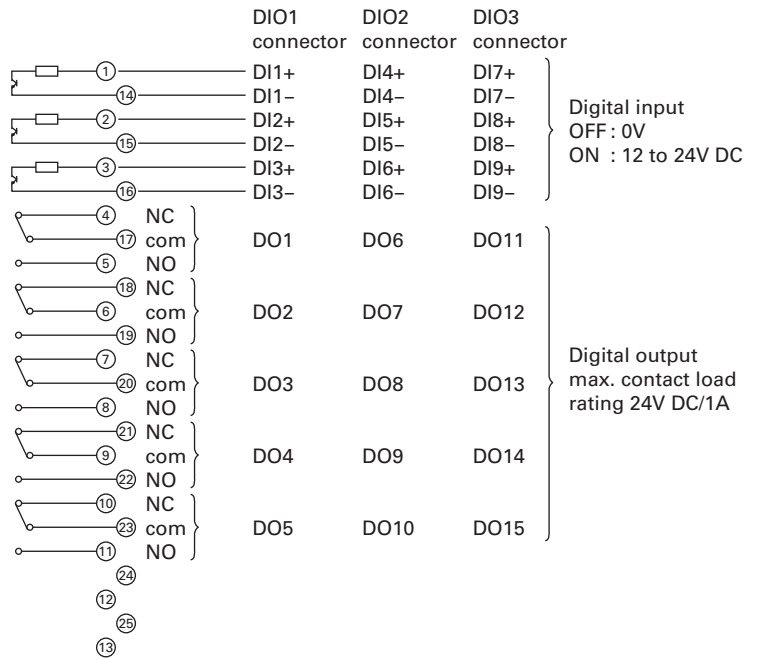 DIO1 DIO2 DIO3
connector connector connector
1 DI1+ DI4+ DI7+
14 DI1– DI4– DI7–
2 DI2+ DI5+ DI8+
15 DI2– DI5– DI8–
3 DI3+ DI6+ DI9+
16 DI3– DI6– DI9–
Digital input
OFF : 0V
ON : 12 to 24V DC
4 NC
17 com DO1 DO6 DO11
5 NO
18 NC
6 com DO2 DO7 DO12
19 NO
7 NC
20 com DO3 DO8 DO13
8 NO
21 NC
9 com DO4 DO9 DO14
22 NO
10 NC
23 com DO5 DO10 DO15
11 NO
Digital output
max. contact load
rating 24V DC/1A
24
12
25
13